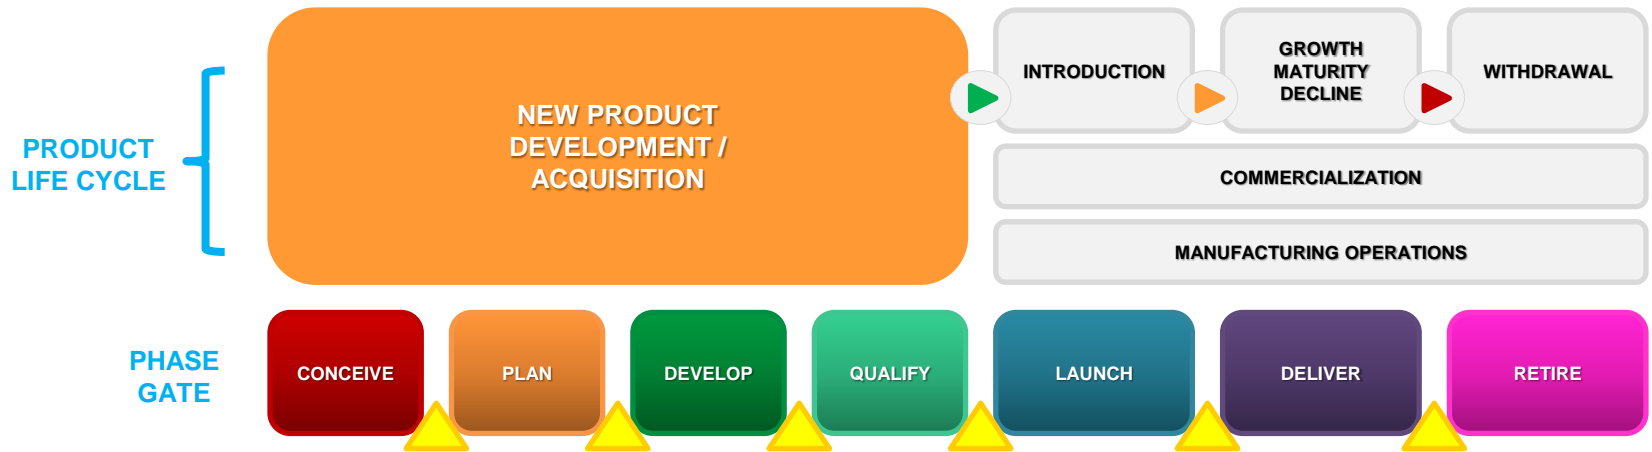 PRODUCT
LIFE CYCLE
NEW PRODUCT
DEVELOPMENT /
ACQUISITION
INTRODUCTION
GROWTH
MATURITY
DECLINE
WITHDRAWAL
COMMERCIALIZATION
MANUFACTURING OPERATIONS
PHASE
GATE
CONCEIVE
PLAN
DEVELOP
QUALIFY
LAUNCH
DELIVER
RETIRE